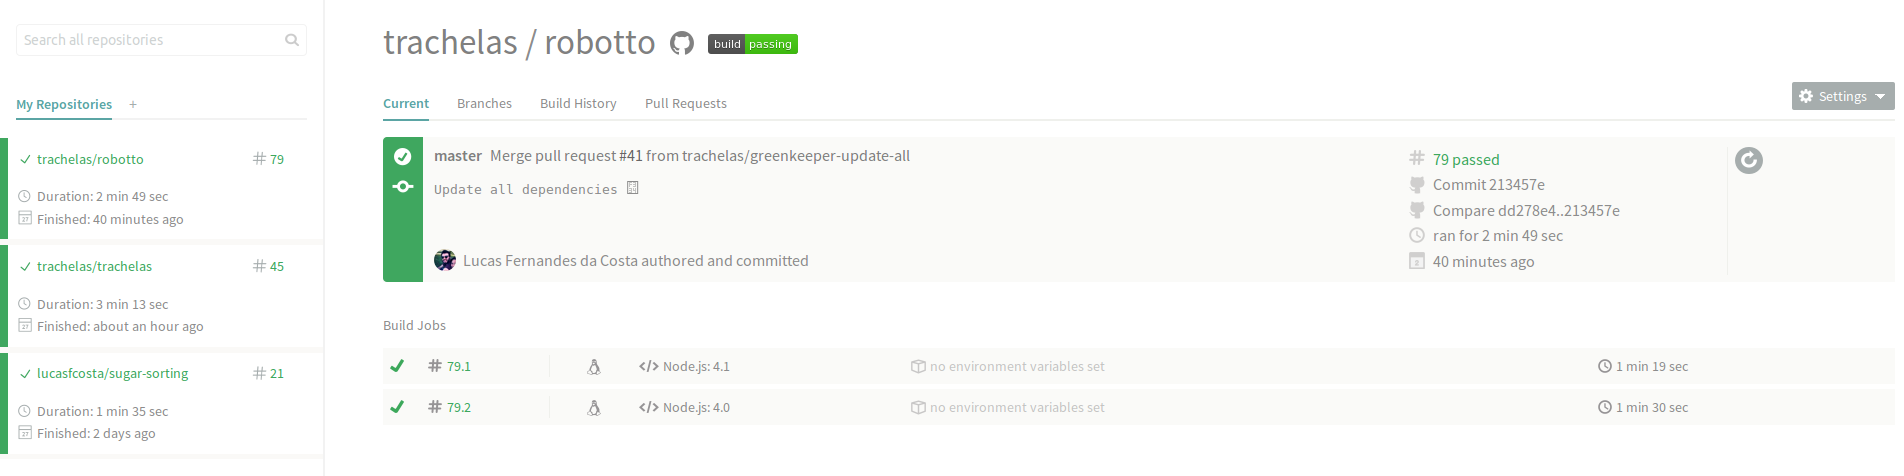 Search all repositories
My Repositories +
trachelas/robotto # 79
Duration: 2 min 49 sec
Finished: 40 minutes ago
trachelas/trachelas # 45
Duration: 3 min 13 sec
Finished: about an hour ago
lucasfcosta/sugar-sorting # 21
Duration: 1 min 35 sec
Finished: 2 days ago
trachelas / robotto build passing
Current Branches Build History Pull Requests
Settings
master Merge pull request #41 from trachelas/greenkeeper-update-all
Update all dependencies
Lucas Fernandes da Costa authored and committed
# 79 passed
Commit 213457e
Compare dd278e4..213457e
ran for 2 min 49 sec
40 minutes ago
Build Jobs
# 79.1 </> Node.js: 4.1 no environment variables set 1 min 19 sec
# 79.2 </> Node.js: 4.0 no environment variables set 1 min 30 sec